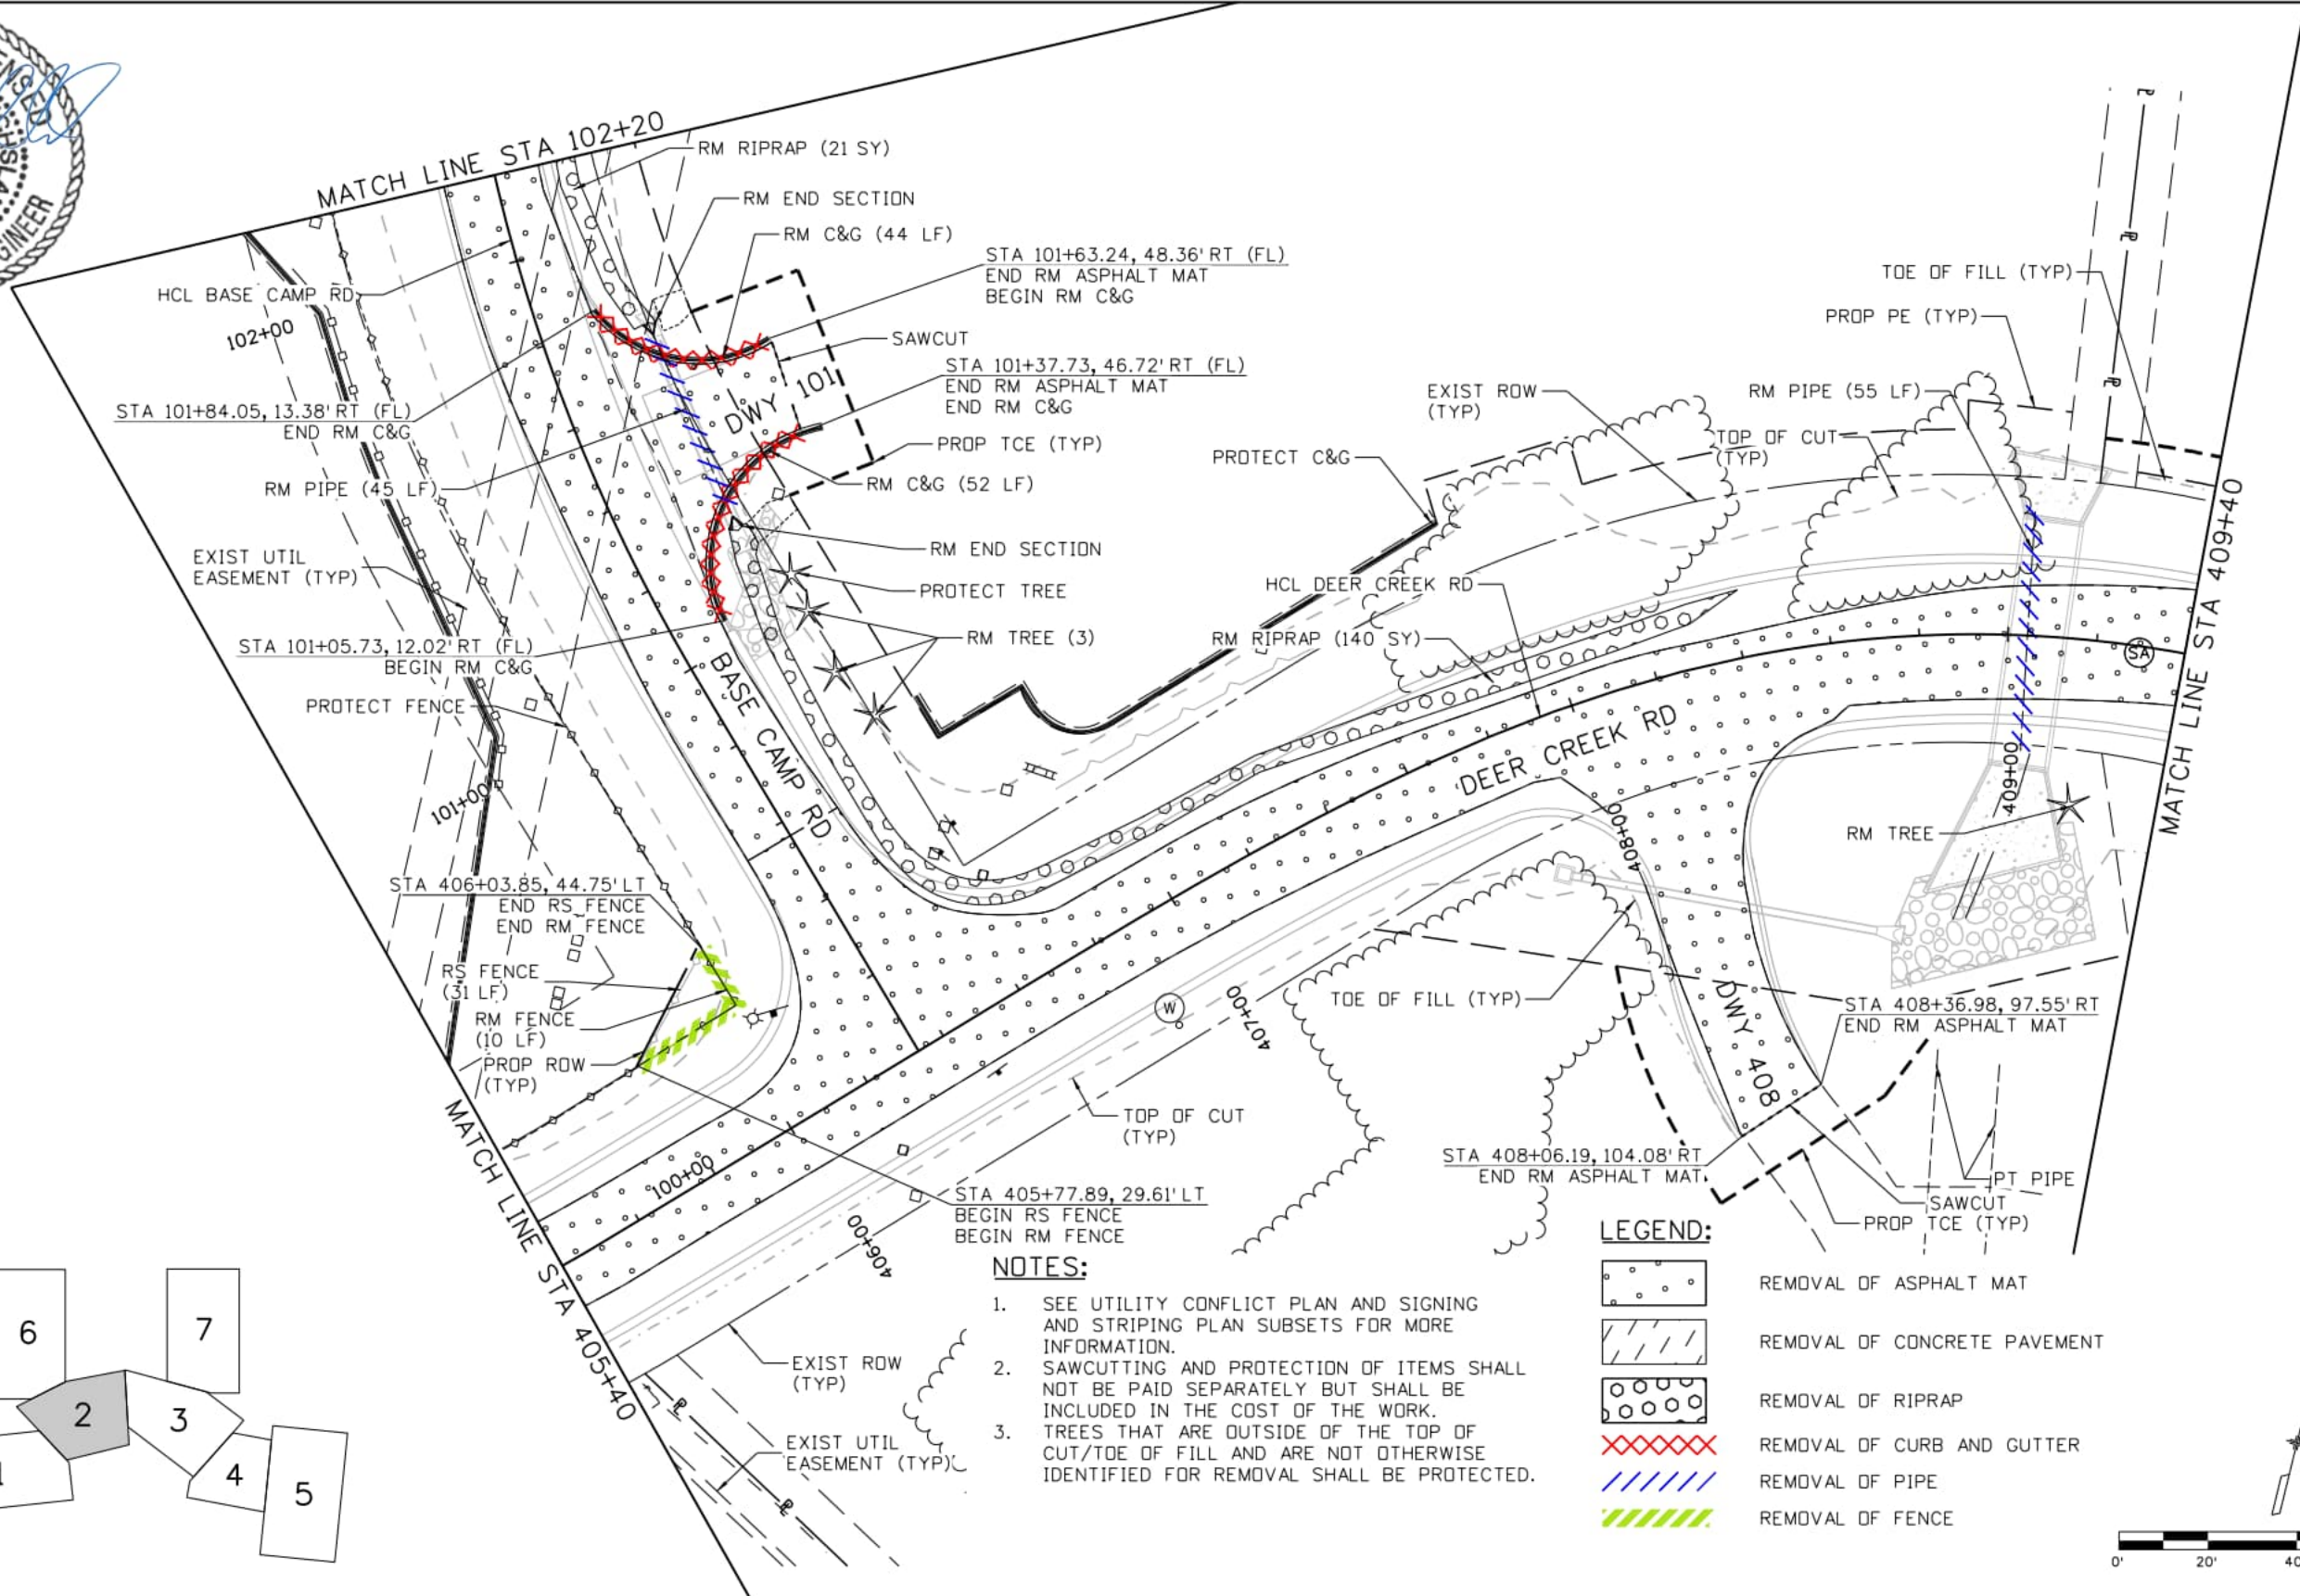 GINEER
MATCH LINE STA 102+20
RM RIPRAP (21 SY)
RM END SECTION
RM C&G (44 LF)
STA 101+63.24, 48.36' RT (FL)
END RM ASPHALT MAT
BEGIN RM C&G
HCL BASE CAMP RD
102+00
SAWCUT
STA 101+37.73, 46.72' RT (FL)
END RM ASPHALT MAT
END RM C&G
DWY 101
STA 101+84.05, 13.38' RT (FL)
END RM C&G
PROP TCE (TYP)
RM PIPE (45 LF)
RM C&G (52 LF)
RM END SECTION
EXIST UTIL
EASEMENT (TYP)
PROTECT TREE
RM TREE (3)
STA 101+05.73, 12.02' RT (FL)
BEGIN RM C&G
PROTECT FENCE
BASE CAMP RD
101+00
STA 406+03.85, 44.75' LT
END RS FENCE
END RM FENCE
RS FENCE
(31 LF)
RM FENCE
(10 LF)
PROP ROW
(TYP)
MATCH LINE STA 405+40
100+00
406+00
STA 405+77.89, 29.61' LT
BEGIN RS FENCE
BEGIN RM FENCE
TOP OF CUT
(TYP)
407+00
W
EXIST ROW
(TYP)
EXIST UTIL
EASEMENT (TYP)
PL
PL
PL
PL
PL
TOE OF FILL (TYP)
PROP PE (TYP)
RM PIPE (55 LF)
EXIST ROW
(TYP)
TOP OF CUT
(TYP)
PROTECT C&G
HCL DEER CREEK RD
RM RIPRAP (140 SY)
DEER CREEK RD
SA
MATCH LINE STA 409+40
409+00
408+00
RM TREE
TOE OF FILL (TYP)
DWY 408
STA 408+36.98, 97.55' RT
END RM ASPHALT MAT
STA 408+06.19, 104.08' RT
END RM ASPHALT MAT
PT PIPE
SAWCUT
PROP TCE (TYP)
NOTES:
1. SEE UTILITY CONFLICT PLAN AND SIGNING
AND STRIPING PLAN SUBSETS FOR MORE
INFORMATION.
2. SAWCUTTING AND PROTECTION OF ITEMS SHALL
NOT BE PAID SEPARATELY BUT SHALL BE
INCLUDED IN THE COST OF THE WORK.
3. TREES THAT ARE OUTSIDE OF THE TOP OF
CUT/TOE OF FILL AND ARE NOT OTHERWISE
IDENTIFIED FOR REMOVAL SHALL BE PROTECTED.
LEGEND:
REMOVAL OF ASPHALT MAT
REMOVAL OF CONCRETE PAVEMENT
REMOVAL OF RIPRAP
REMOVAL OF CURB AND GUTTER
REMOVAL OF PIPE
REMOVAL OF FENCE
6
7
2
3
4
5
0'
20'